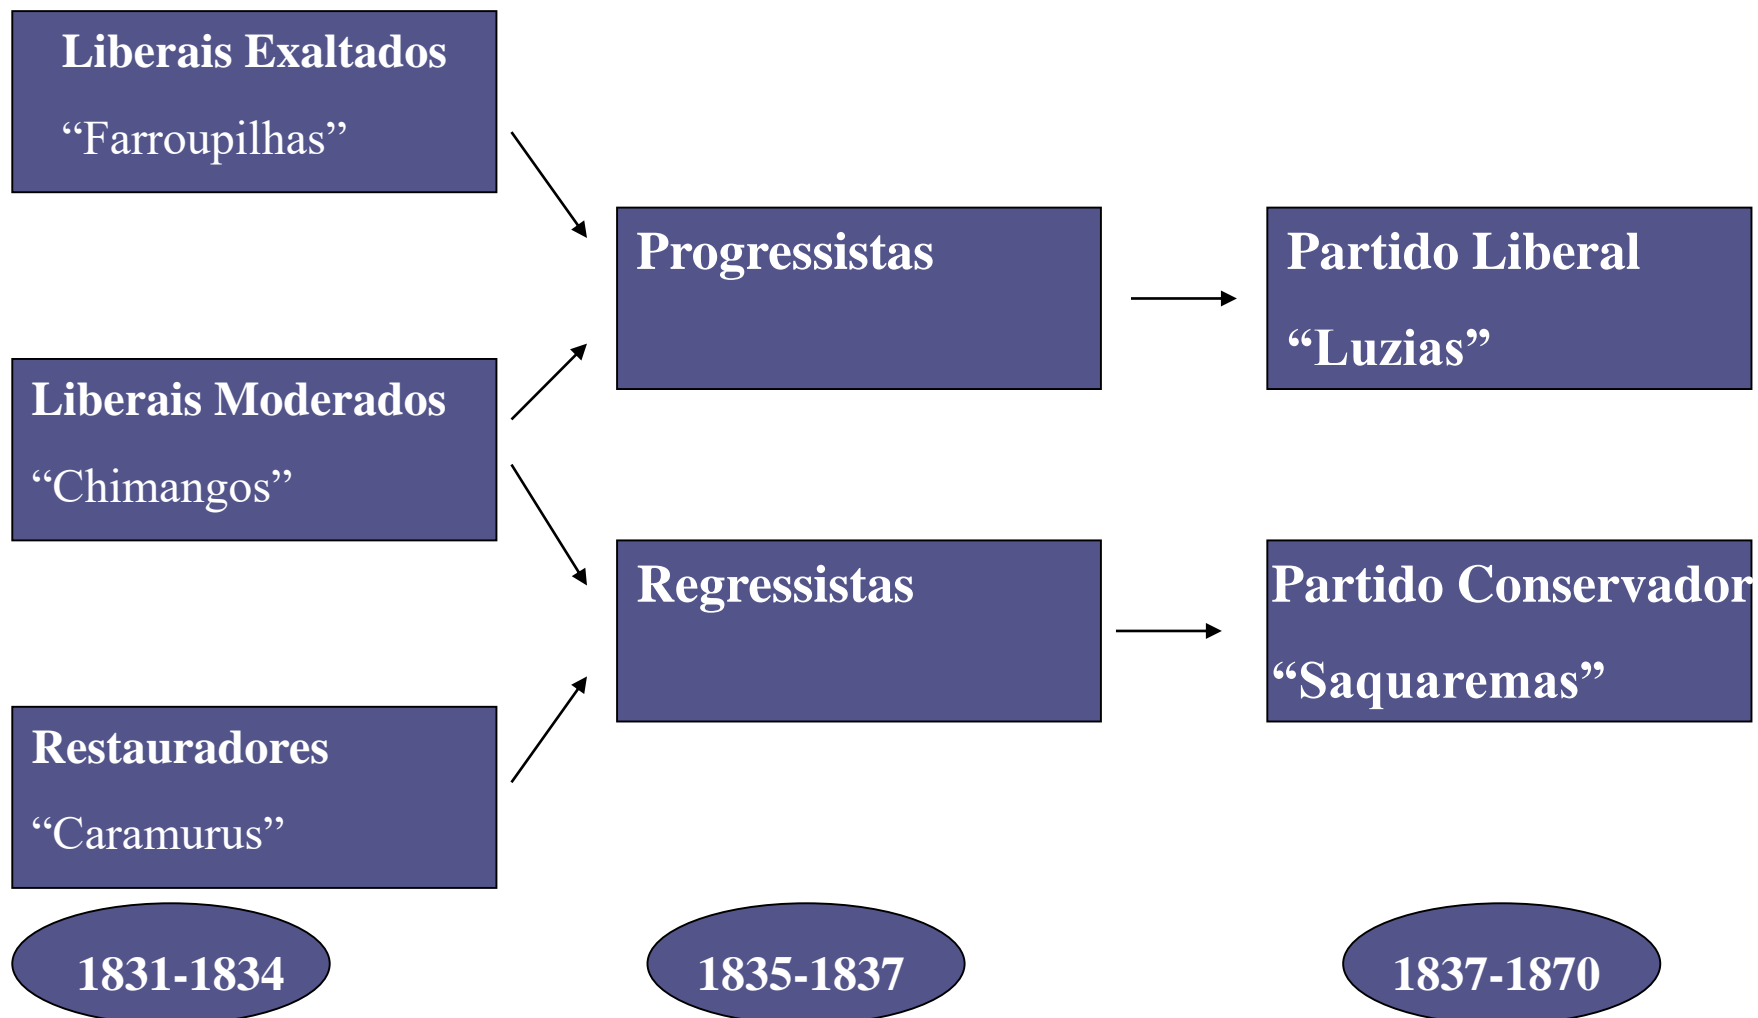 Liberais Exaltados
“Farroupilhas”
Progressistas
Partido Liberal
“Luzias”
Liberais Moderados
“Chimangos”
Regressistas
Partido Conservador
“Saquaremas”
Restauradores
“Caramurus”
1831-1834
1835-1837
1837-1870